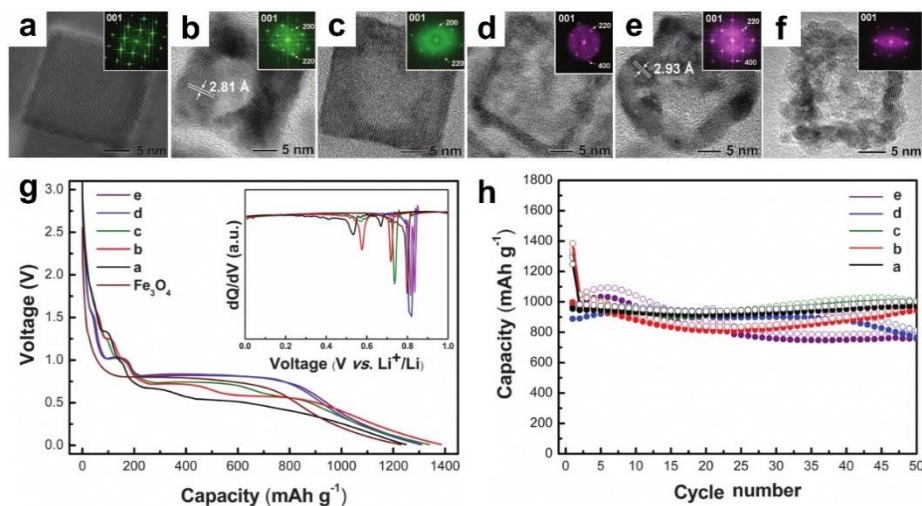 a
001
5 nm
b
001
200
220
2.81 Å
5 nm
c
001
200
220
5 nm
d
001
220
400
5 nm
e
001
220
400
2.93 Å
5 nm
f
001
5 nm
g
3.0
2.5
2.0
1.5
1.0
0.5
0.0
Voltage (V)
e
d
c
b
a
Fe₃O₄
dQ/dV (a.u.)
0.0 0.2 0.4 0.6 0.8 1.0
Voltage (V vs. Li⁺/Li)
0 200 400 600 800 1000 1200 1400
Capacity (mAh g⁻¹)
h
1800
1600
1400
1200
1000
800
600
400
200
0
Capacity (mAh g⁻¹)
e
d
c
b
a
0 5 10 15 20 25 30 35 40 45 50
Cycle number